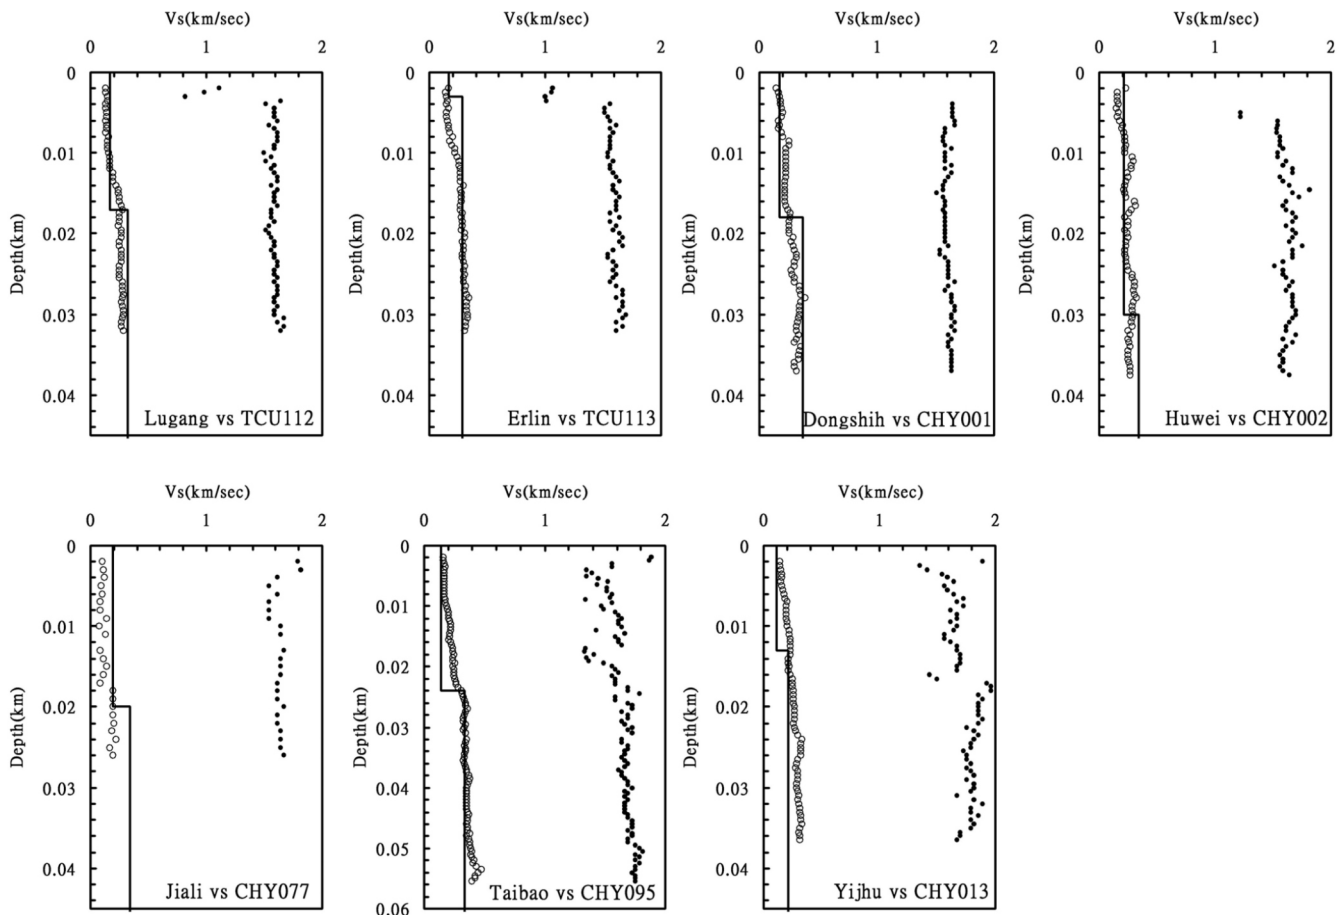 Vs(km/sec) Vs(km/sec) Vs(km/sec) Vs(km/sec)
0 1 2 0 1 2 0 1 2 0 1 2
0 0 0 0
0.01 0.01 0.01 0.01
0.02 0.02 0.02 0.02
Depth(km) Depth(km) Depth(km) Depth(km)
0.03 0.03 0.03 0.03
0.04 0.04 0.04 0.04
Lugang vs TCU112 Erlin vs TCU113 Dongshih vs CHY001 Huwei vs CHY002
Vs(km/sec) Vs(km/sec) Vs(km/sec)
0 1 2 0 1 2 0 1 2
0 0 0
0.01 0.01 0.01
0.02 0.02 0.02
Depth(km) Depth(km) Depth(km)
0.03 0.03 0.03
0.04 0.04 0.04
0.05
0.06
Jiali vs CHY077 Taibao vs CHY095 Yijhu vs CHY013